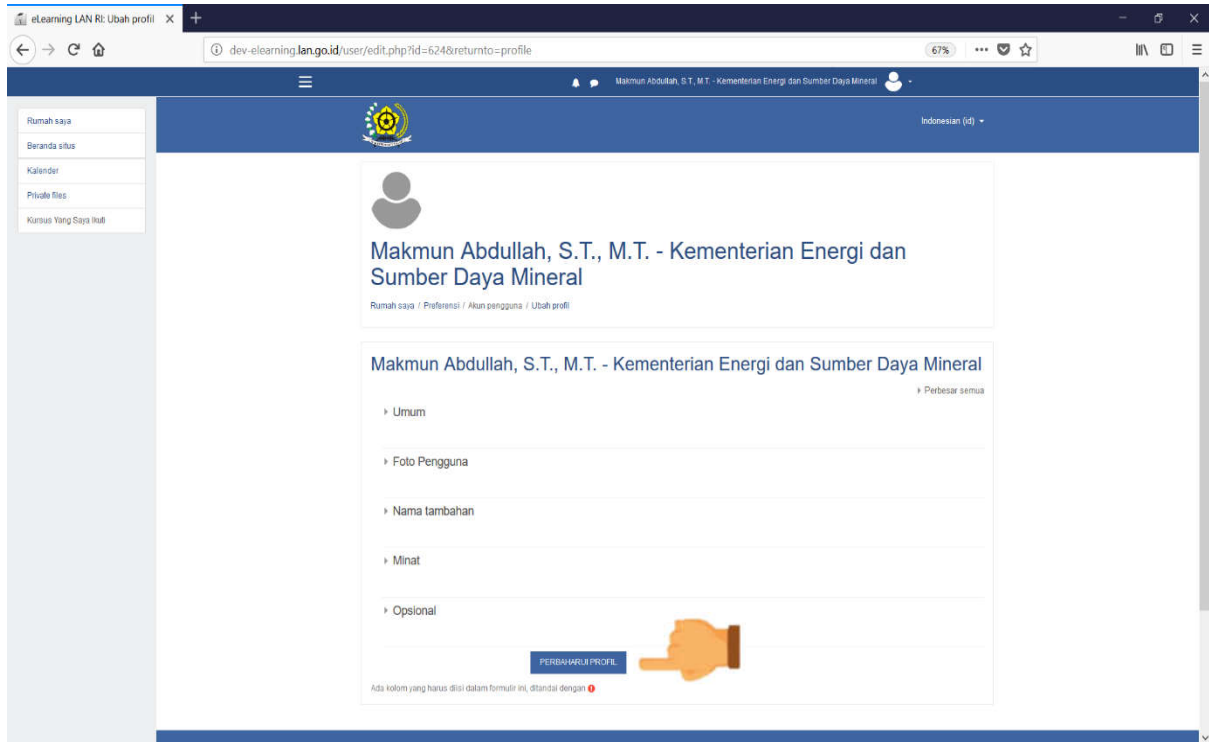 eLearning LAN RI: Ubah profil
dev-elearning.lan.go.id/user/edit.php?id=624&returnto=profile
67%
Makmun Abdullah, S.T., M.T. - Kementerian Energi dan Sumber Daya Mineral
Indonesian (id)
Rumah saya
Beranda situs
Kalender
Private files
Kursus Yang Saya Ikuti
Makmun Abdullah, S.T., M.T. - Kementerian Energi dan
Sumber Daya Mineral
Rumah saya / Preferensi / Akun pengguna / Ubah profil
Makmun Abdullah, S.T., M.T. - Kementerian Energi dan Sumber Daya Mineral
Perbesar semua
Umum
Foto Pengguna
Nama tambahan
Minat
Opsional
PERBAHARUI PROFIL
Ada kolom yang harus diisi dalam formulir ini, ditandai dengan